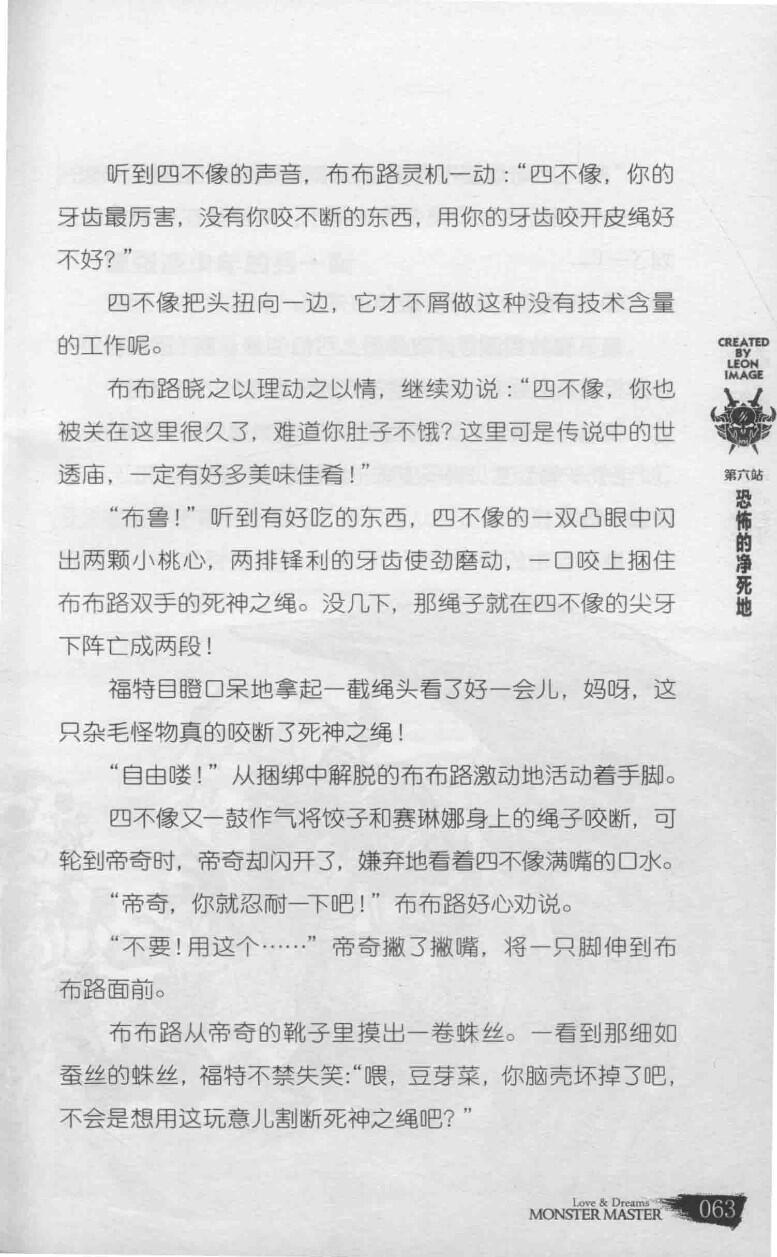 听到四不像的声音，布布路灵机一动：“四不像，你的
牙齿最厉害，没有你咬不断的东西，用你的牙齿咬开皮绳好
不好？”
四不像把头扭向一边，它才不屑做这种没有技术含量
的工作呢。
布布路晓之以理动之以情，继续劝说：“四不像，你也
被关在这里很久了，难道你肚子不饿？这里可是传说中的世
透庙，一定有好多美味佳肴！”
“布鲁！”听到有好吃的东西，四不像的一双凸眼中闪
出两颗小桃心，两排锋利的牙齿使劲磨动，一口咬上捆住
布布路双手的死神之绳。没几下，那绳子就在四不像的尖牙
下阵亡成两段！
福特目瞪口呆地拿起一截绳头看了好一会儿，妈呀，这
只杂毛怪物真的咬断了死神之绳！
“自由喽！”从捆绑中解脱的布布路激动地活动着手脚。
四不像又一鼓作气将饺子和赛琳娜身上的绳子咬断，可
轮到帝奇时，帝奇却闪开了，嫌弃地看着四不像满嘴的口水。
“帝奇，你就忍耐一下吧！”布布路好心劝说。
“不要！用这个……”帝奇撇了撇嘴，将一只脚伸到布
布路面前。
布布路从帝奇的靴子里摸出一卷蛛丝。一看到那细如
蚕丝的蛛丝，福特不禁失笑：“喂，豆芽菜，你脑壳坏掉了吧，
不会是想用这玩意儿割断死神之绳吧？”
CREATED
BY
LEON
IMAGE
第六站
恐怖的净死地
Love & Dreams
MONSTER MASTER 063